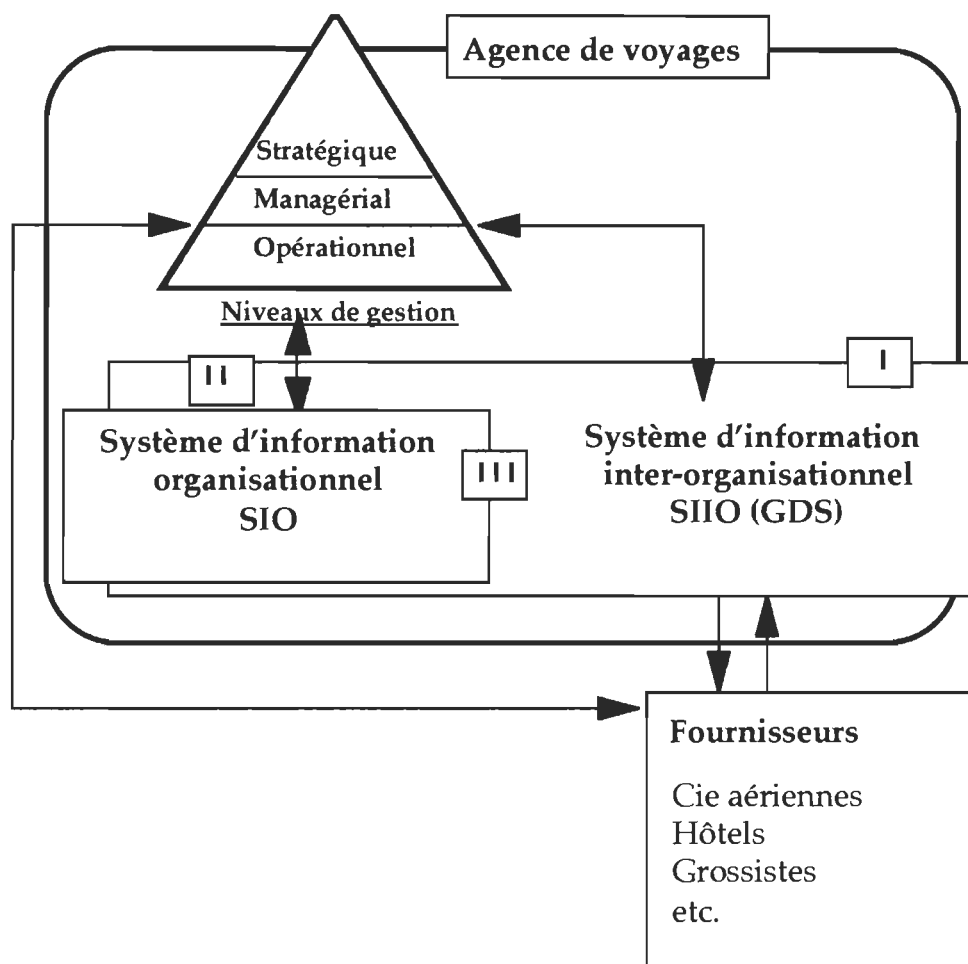 Agence de voyages
Stratégique
Managérial
Opérationnel
Niveaux de gestion
II
I
Système d'information
organisationnel
SIO
III
Système d'information
inter-organisationnel
SIIO (GDS)
Fournisseurs
Cie aériennes
Hôtels
Grossistes
etc.